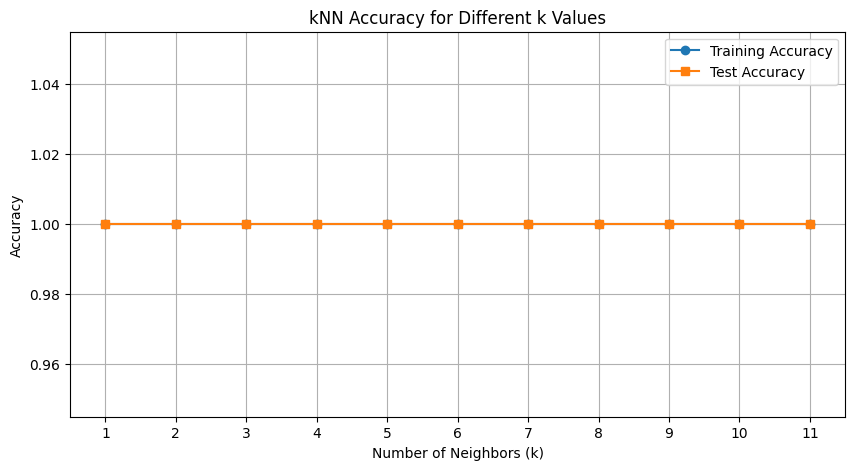 kNN Accuracy for Different k Values
Training Accuracy
Test Accuracy
1.04
1.02
1.00
0.98
0.96
Accuracy
1 2 3 4 5 6 7 8 9 10 11
Number of Neighbors (k)